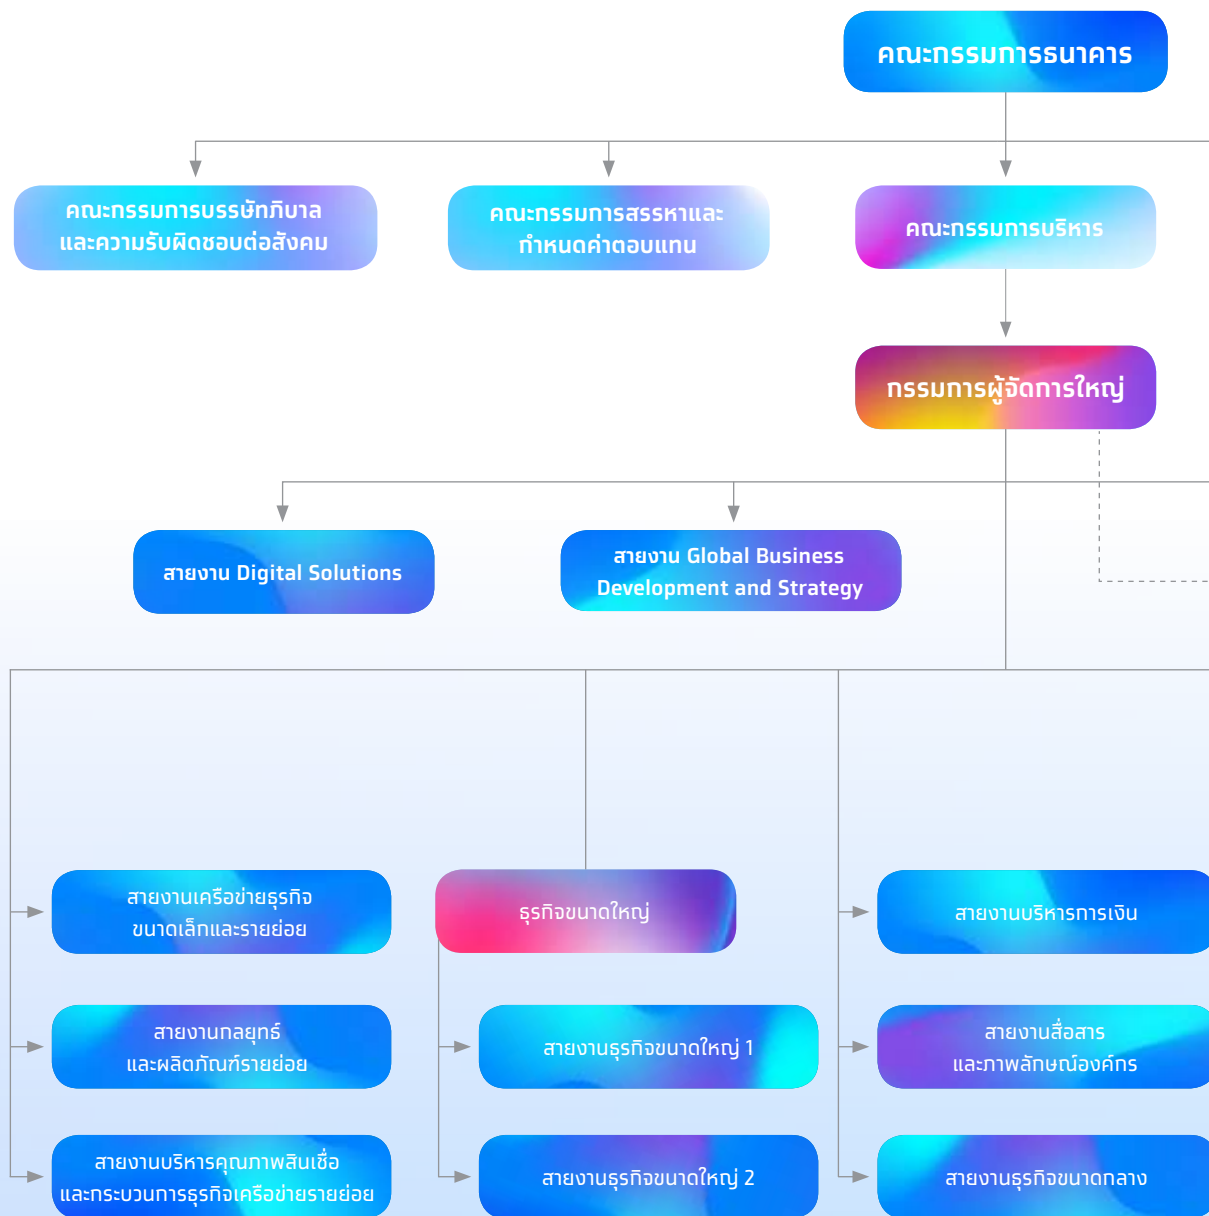 คณะกรรมการธนาคาร
คณะกรรมการบรรษัทภิบาล
และความรับผิดชอบต่อสังคม
คณะกรรมการสรรหาและ
กำหนดค่าตอบแทน
คณะกรรมการบริหาร
กรรมการผู้จัดการใหญ่
สายงาน Digital Solutions
สายงาน Global Business
Development and Strategy
สายงานเครือข่ายธุรกิจ
ขนาดเล็กและรายย่อย
ธุรกิจขนาดใหญ่
สายงานบริหารการเงิน
สายงานกลยุทธ์
และผลิตภัณฑ์รายย่อย
สายงานธุรกิจขนาดใหญ่ 1
สายงานสื่อสาร
และภาพลักษณ์องค์กร
สายงานบริหารคุณภาพสินเชื่อ
และกระบวนการธุรกิจเครือข่ายรายย่อย
สายงานธุรกิจขนาดใหญ่ 2
สายงานธุรกิจขนาดกลาง